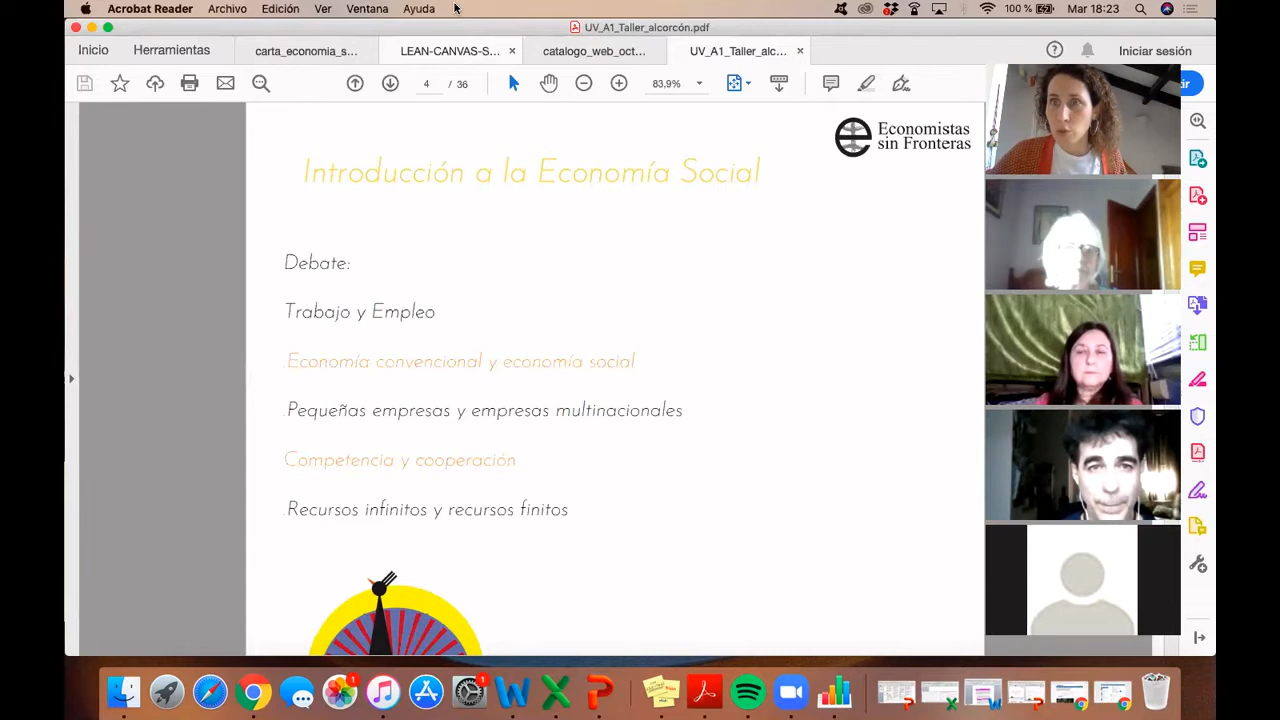 Acrobat Reader Archivo Edición Ver Ventana Ayuda 100 % Mar 18:23
UV_A1_Taller_alcorcón.pdf
Inicio Herramientas carta_economia_s... LEAN-CANVAS-S... × catalogo_web_oct... UV_A1_Taller_alc... × Iniciar sesión
4 / 36 83,9%
Economistas
sin Fronteras
Introducción a la Economía Social
Debate:
Trabajo y Empleo
.Economía convencional y economía social
.Pequeñas empresas y empresas multinacionales
Competencia y cooperación
.Recursos infinitos y recursos finitos
1 1